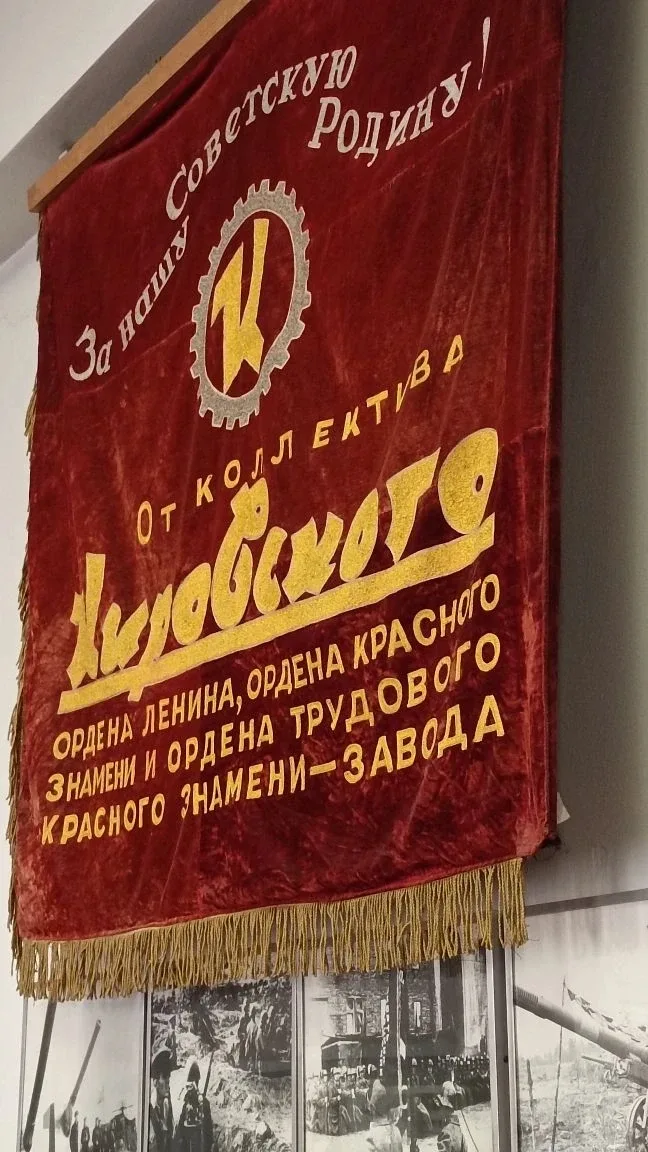 За нашу Советскую Родину!
К
От коллектива
Кировского
ордена Ленина, ордена Красного
Знамени и ордена Трудового
Красного Знамени—завода